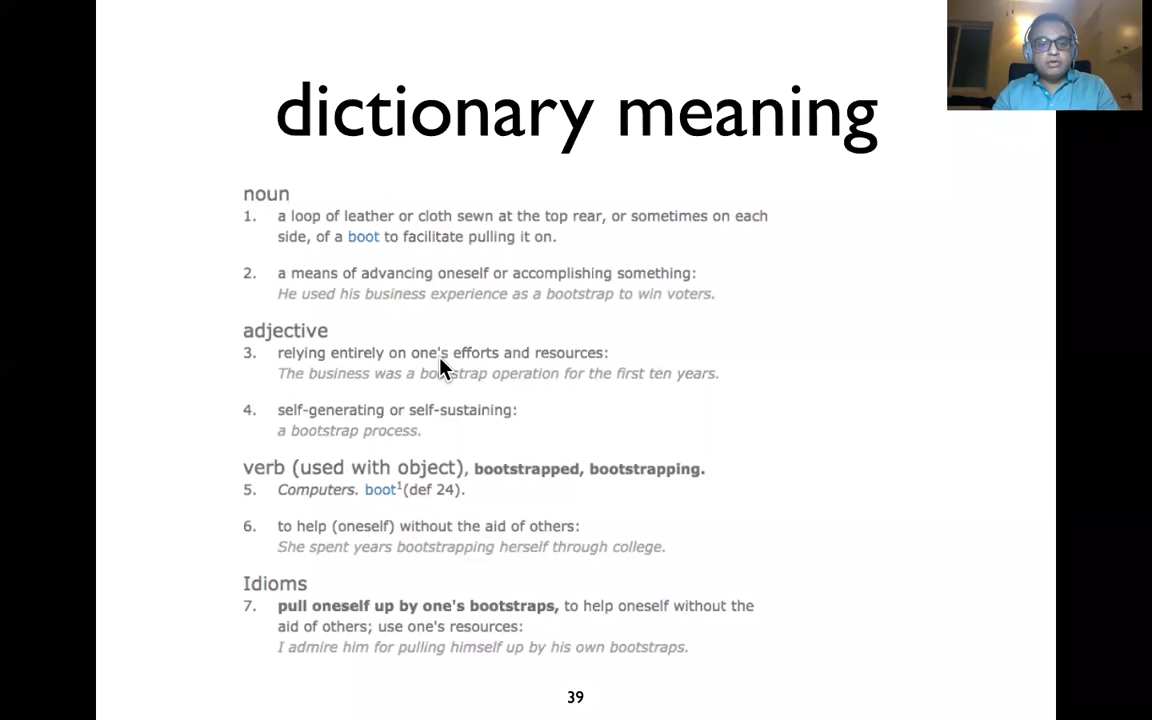 dictionary meaning
noun
1. a loop of leather or cloth sewn at the top rear, or sometimes on each
side, of a boot to facilitate pulling it on.
2. a means of advancing oneself or accomplishing something:
He used his business experience as a bootstrap to win voters.
adjective
3. relying entirely on one's efforts and resources:
The business was a bootstrap operation for the first ten years.
4. self-generating or self-sustaining:
a bootstrap process.
verb (used with object), bootstrapped, bootstrapping.
5. Computers. boot¹(def 24).
6. to help (oneself) without the aid of others:
She spent years bootstrapping herself through college.
Idioms
7. pull oneself up by one's bootstraps, to help oneself without the
aid of others; use one's resources:
I admire him for pulling himself up by his own bootstraps.
39